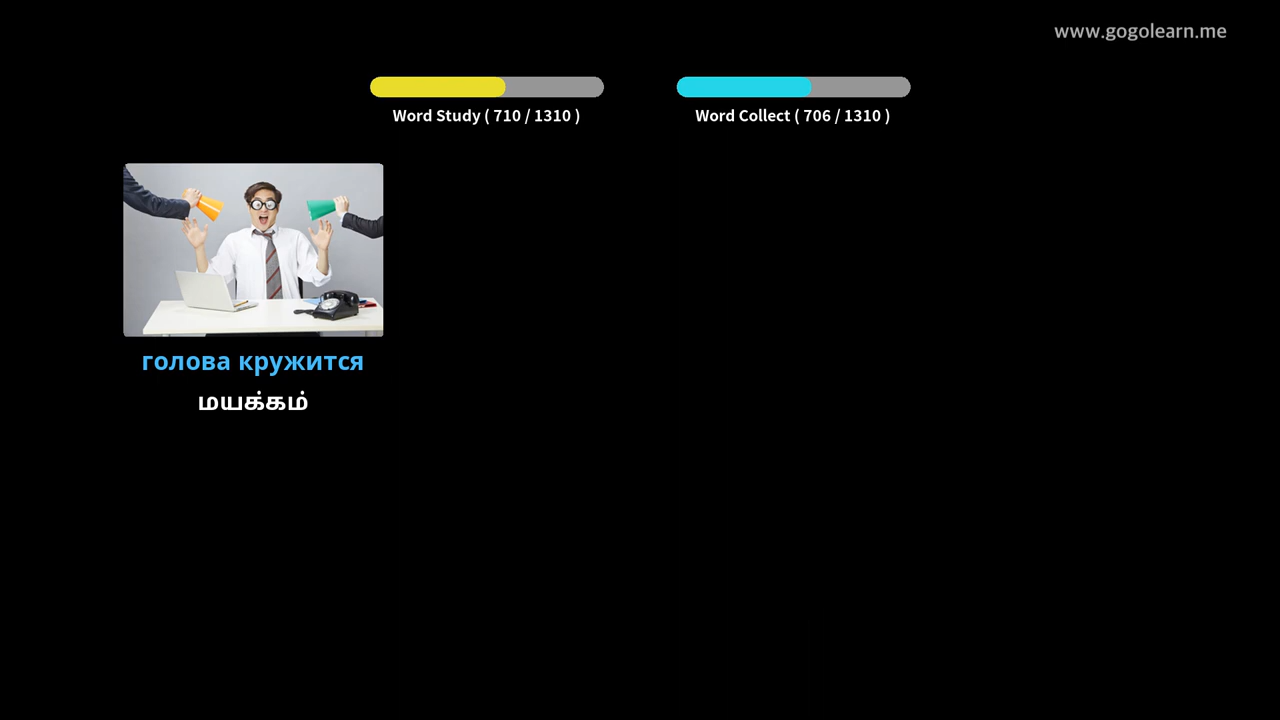 www.gogolearn.me
Word Study ( 710 / 1310 )
Word Collect ( 706 / 1310 )
голова кружится
மயக்கம்